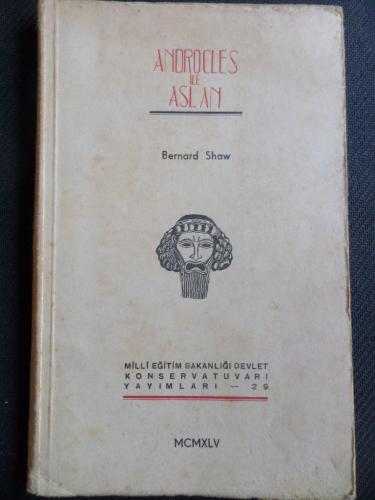 ANDROCLES
İLE
ASLAN
Bernard Shaw
MİLLÎ EĞİTİM BAKANLIĞI DEVLET
KONSERVATUVARI
YAYIMLARI — 29
MCMXLV